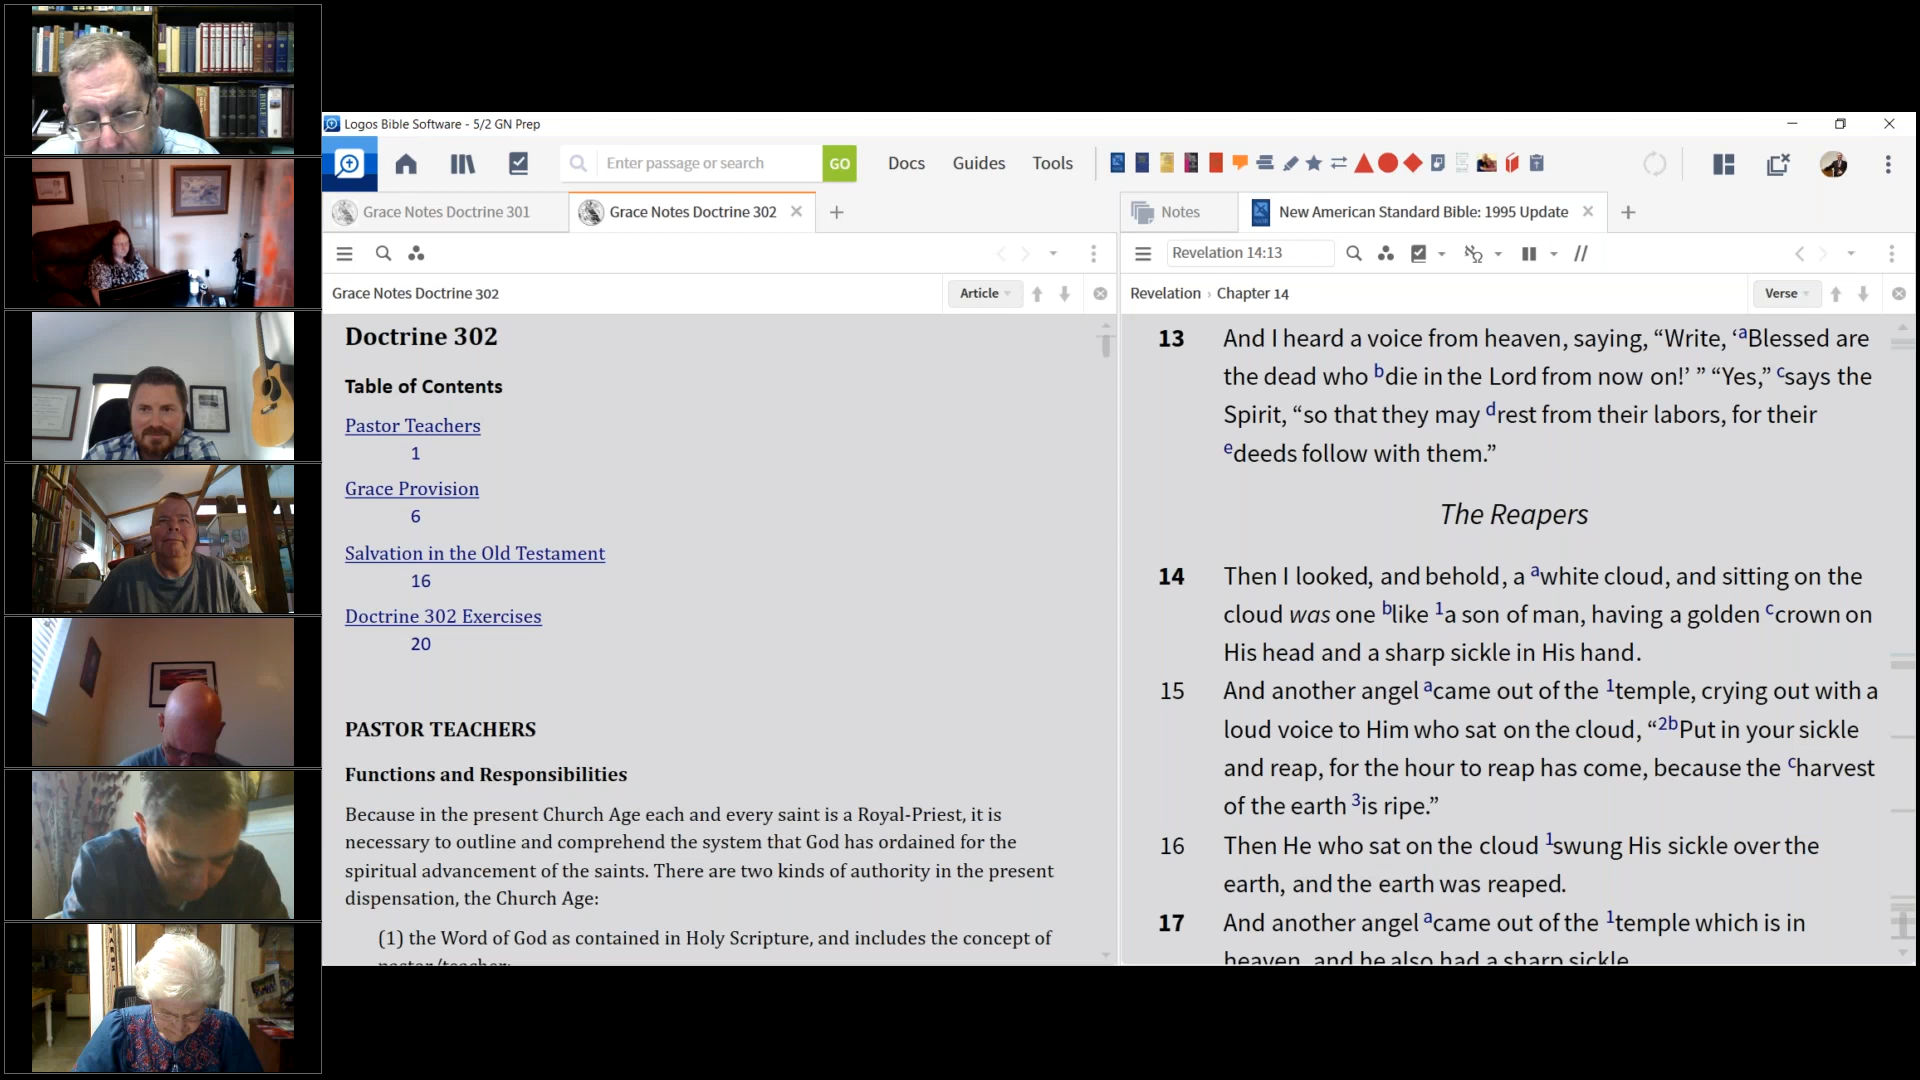 Logos Bible Software - 5/2 GN Prep
Enter passage or search
GO
Docs
Guides
Tools
Grace Notes Doctrine 301
Grace Notes Doctrine 302
Notes
New American Standard Bible: 1995 Update
Revelation 14:13
Grace Notes Doctrine 302
Article
Revelation › Chapter 14
Verse
Doctrine 302
Table of Contents
Pastor Teachers
1
Grace Provision
6
Salvation in the Old Testament
16
Doctrine 302 Exercises
20
PASTOR TEACHERS
Functions and Responsibilities
Because in the present Church Age each and every saint is a Royal-Priest, it is
necessary to outline and comprehend the system that God has ordained for the
spiritual advancement of the saints. There are two kinds of authority in the present
dispensation, the Church Age:
(1) the Word of God as contained in Holy Scripture, and includes the concept of
pastor/teacher;
13 And I heard a voice from heaven, saying, “Write, ‘aBlessed are
the dead who bdie in the Lord from now on!’ ” “Yes,” csays the
Spirit, “so that they may drest from their labors, for their
edeeds follow with them.”
The Reapers
14 Then I looked, and behold, a awhite cloud, and sitting on the
cloud was one blike 1a son of man, having a golden ccrown on
His head and a sharp sickle in His hand.
15 And another angel acame out of the 1temple, crying out with a
loud voice to Him who sat on the cloud, “2bPut in your sickle
and reap, for the hour to reap has come, because the charvest
of the earth 3is ripe.”
16 Then He who sat on the cloud 1swung His sickle over the
earth, and the earth was reaped.
17 And another angel acame out of the 1temple which is in
heaven, and he also had a sharp sickle.